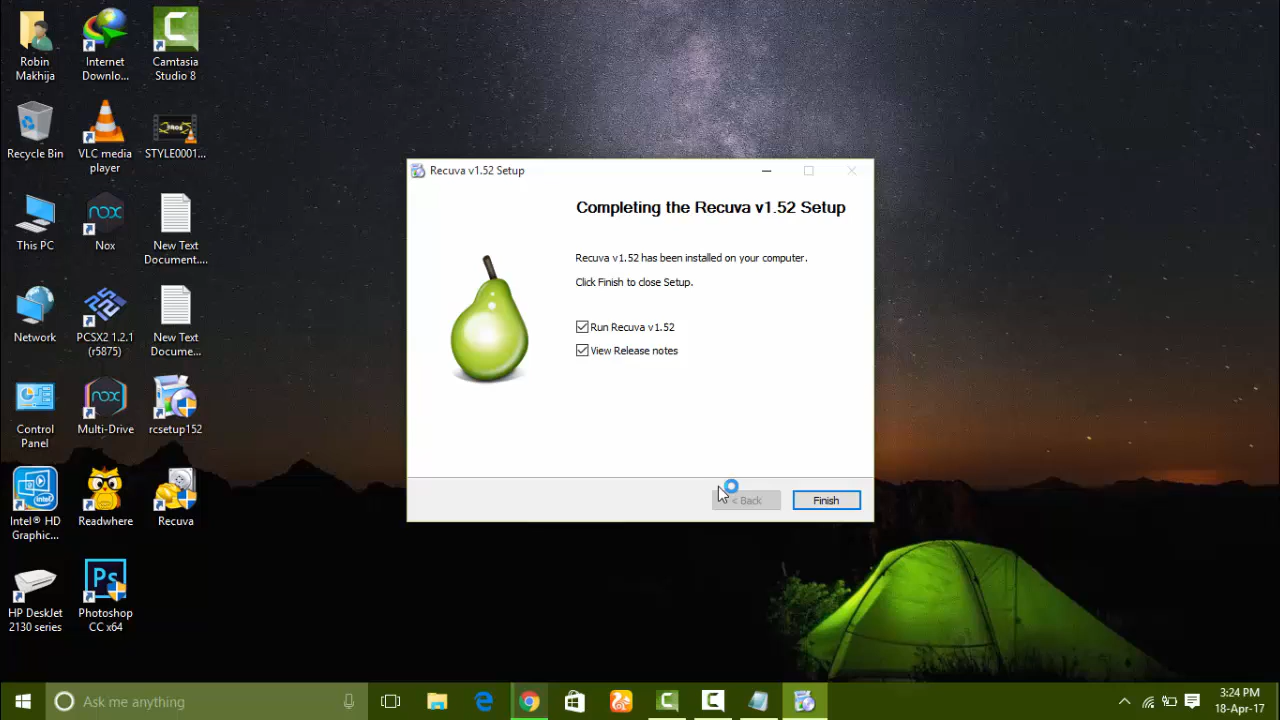 Robin
Makhija
Internet
Downlo...
Camtasia
Studio 8
Recycle Bin
VLC media
player
STYLE0001...
This PC
Nox
New Text
Document....
Network
PCSX2 1.2.1
(r5875)
New Text
Docume...
Control
Panel
Multi-Drive
rcsetup152
Intel® HD
Graphic...
Readwhere
Recuva
HP DeskJet
2130 series
Photoshop
CC x64
Recuva v1.52 Setup
Completing the Recuva v1.52 Setup
Recuva v1.52 has been installed on your computer.
Click Finish to close Setup.
Run Recuva v1.52
View Release notes
< Back
Finish
Ask me anything
3:24 PM
18-Apr-17